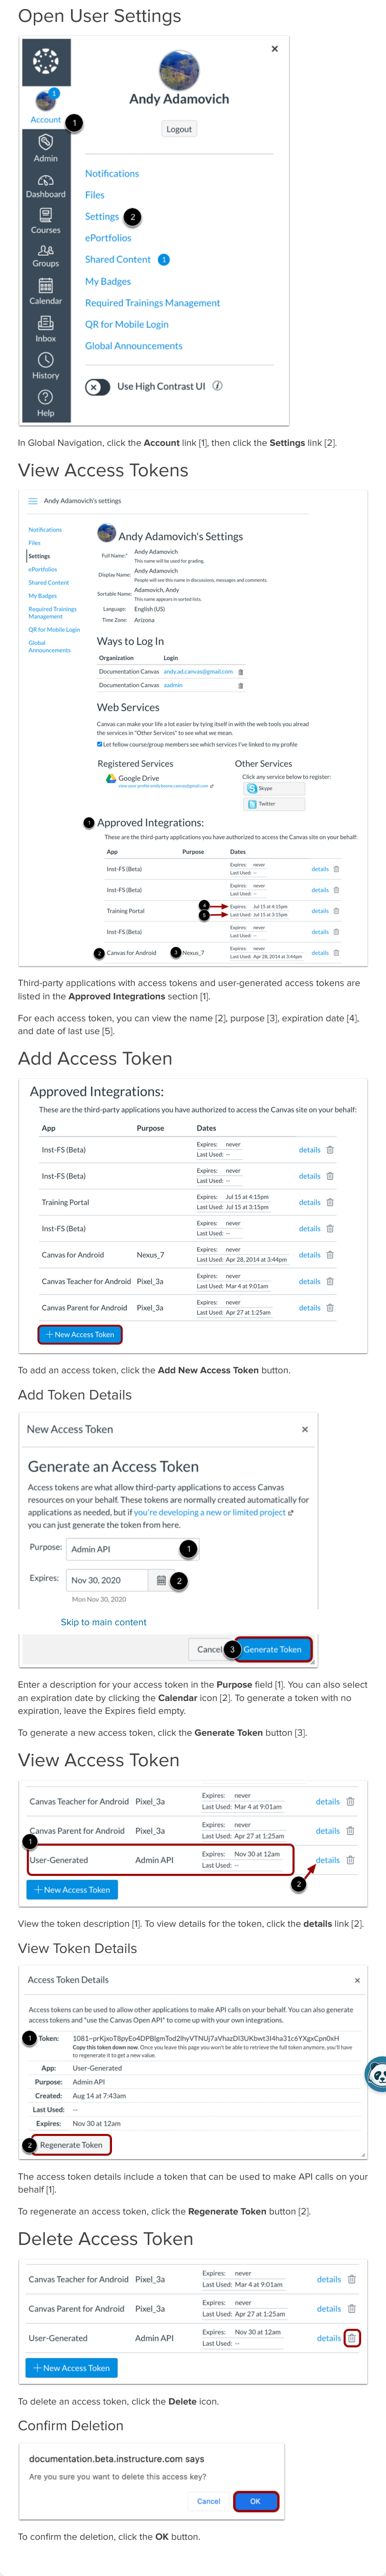 Open User Settings
Andy Adamovich
1
Account
1
Logout
Admin
Notifications
Dashboard
Files
Settings
2
Courses
ePortfolios
Groups
Shared Content
1
My Badges
Calendar
Required Trainings Management
Inbox
QR for Mobile Login
Global Announcements
History
Use High Contrast UI
Help
In Global Navigation, click the Account link [1], then click the Settings link [2].
View Access Tokens
Andy Adamovich's settings
Notifications
Files
Settings
ePortfolios
Shared Content
My Badges
Required Trainings
Management
QR for Mobile Login
Global
Announcements
Andy Adamovich's Settings
Full Name:* Andy Adamovich
This name will be used for grading.
Display Name: Andy Adamovich
People will see this name in discussions, messages and comments.
Sortable Name: Adamovich, Andy
This name appears in sorted lists.
Language: English (US)
Time Zone: Arizona
Ways to Log In
Organization Login
Documentation Canvas andy.ad.canvas@gmail.com
Documentation Canvas aadmin
Web Services
Canvas can make your life a lot easier by tying itself in with the web tools you already
the services in "Other Services" to see what we mean.
Let fellow course/group members see which services I've linked to my profile
Registered Services
Google Drive
Other Services
Click any service below to register:
Skype
Twitter
1 Approved Integrations:
These are the third-party applications you have authorized to access the Canvas site on your behalf:
App Purpose Dates
Inst-FS (Beta) Expires: never
Last Used: -- details
Inst-FS (Beta) Expires: never
Last Used: -- details
4
5
Training Portal Expires: Jul 15 at 4:15pm
Last Used: Jul 15 at 3:15pm details
Inst-FS (Beta) Expires: never
Last Used: -- details
2 Canvas for Android 3 Nexus_7 Expires: never
Last Used: Apr 28, 2014 at 3:44pm details
Third-party applications with access tokens and user-generated access tokens are
listed in the Approved Integrations section [1].
For each access token, you can view the name [2], purpose [3], expiration date [4],
and date of last use [5].
Add Access Token
Approved Integrations:
These are the third-party applications you have authorized to access the Canvas site on your behalf:
App Purpose Dates
Inst-FS (Beta) Expires: never
Last Used: -- details
Inst-FS (Beta) Expires: never
Last Used: -- details
Training Portal Expires: Jul 15 at 4:15pm
Last Used: Jul 15 at 3:15pm details
Inst-FS (Beta) Expires: never
Last Used: -- details
Canvas for Android Nexus_7 Expires: never
Last Used: Apr 28, 2014 at 3:44pm details
Canvas Teacher for Android Pixel_3a Expires: never
Last Used: Mar 4 at 9:01am details
Canvas Parent for Android Pixel_3a Expires: never
Last Used: Apr 27 at 1:25am details
+ New Access Token
To add an access token, click the Add New Access Token button.
Add Token Details
New Access Token
Generate an Access Token
Access tokens are what allow third-party applications to access Canvas
resources on your behalf. These tokens are normally created automatically for
applications as needed, but if you're developing a new or limited project
you can just generate the token from here.
Purpose: Admin API 1
Expires: Nov 30, 2020 2
Mon Nov 30, 2020
Skip to main content
Cancel 3 Generate Token
Enter a description for your access token in the Purpose field [1]. You can also select
an expiration date by clicking the Calendar icon [2]. To generate a token with no
expiration, leave the Expires field empty.
To generate a new access token, click the Generate Token button [3].
View Access Token
Canvas Teacher for Android Pixel_3a Expires: never
Last Used: Mar 4 at 9:01am details
Canvas Parent for Android Pixel_3a Expires: never
Last Used: Apr 27 at 1:25am details
1
User-Generated Admin API Expires: Nov 30 at 12am
Last Used: -- details
2
+ New Access Token
View the token description [1]. To view details for the token, click the details link [2].
View Token Details
Access Token Details
Access tokens can be used to allow other applications to make API calls on your behalf. You can also generate
access tokens and "use the Canvas Open API" to come up with your own integrations.
1 Token:
Copy this token down now. Once you leave this page you won't be able to retrieve the full token anymore, you'll have
to regenerate it to get a new value.
App: User-Generated
Purpose: Admin API
Created: Aug 14 at 7:43am
Last Used: --
Expires: Nov 30 at 12am
2 Regenerate Token
The access token details include a token that can be used to make API calls on your
behalf [1].
To regenerate an access token, click the Regenerate Token button [2].
Delete Access Token
Canvas Teacher for Android Pixel_3a Expires: never
Last Used: Mar 4 at 9:01am details
Canvas Parent for Android Pixel_3a Expires: never
Last Used: Apr 27 at 1:25am details
User-Generated Admin API Expires: Nov 30 at 12am
Last Used: -- details
+ New Access Token
To delete an access token, click the Delete icon.
Confirm Deletion
documentation.beta.instructure.com says
Are you sure you want to delete this access key?
Cancel OK
To confirm the deletion, click the OK button.